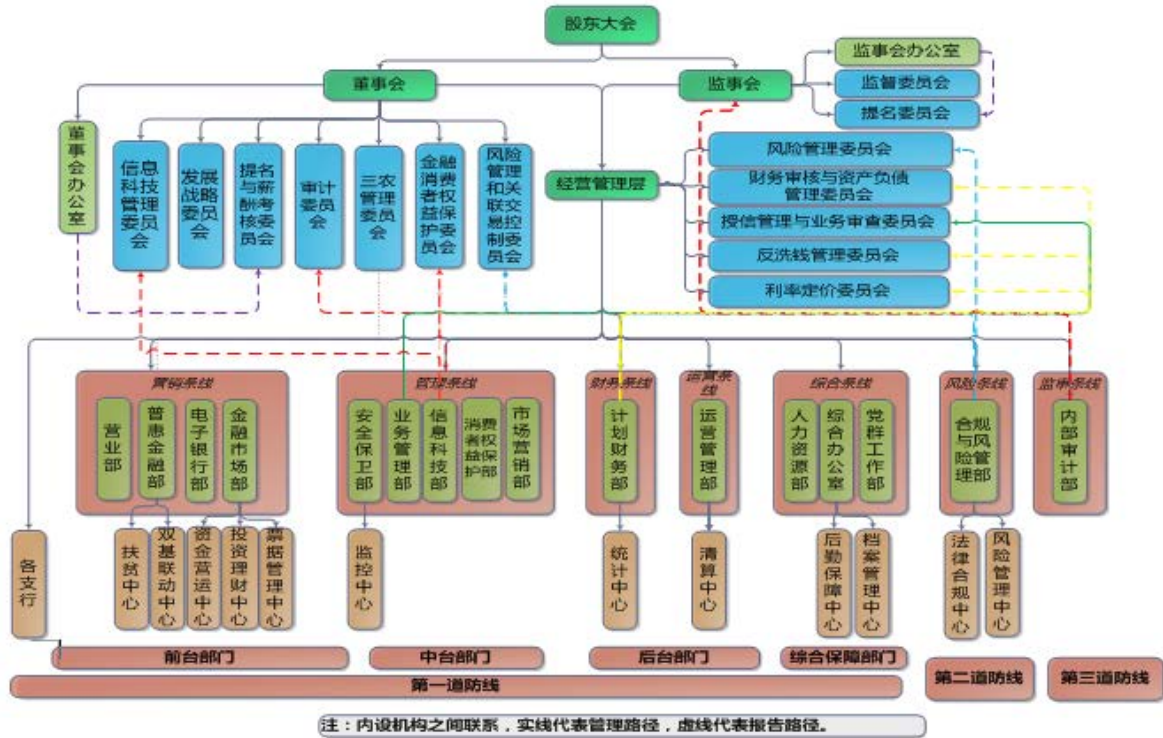 股东大会
董事会
监事会
监事会办公室
监督委员会
提名委员会
董事会办公室
信息
科技
管理
委员
会
发展
战略
委员
会
提名
与薪
酬考
核委
员会
审计
委员
会
三农
管理
委员
会
金融
消费
者权
益保
护委
员会
风险
管理
和关
联交
易控
制委
员会
经营管理层
风险管理委员会
财务审核与资产负债
管理委员会
授信管理与业务审查委员会
反洗钱管理委员会
利率定价委员会
营销条线
管理条线
财务条线
运营条线
综合条线
风险条线
监审条线
营业部
普惠金融部
电子银行部
金融市场部
安全保卫部
业务管理部
信息科技部
消费
者权
益保
护部
市场营销部
计划财务部
运营管理部
人力资源部
综合办公室
党群工作部
合规
与风
险管
理部
内部审计部
各支行
扶贫中心
双基联动中心
资金营运中心
投资理财中心
票据管理中心
监控中心
统计中心
清算中心
后勤保障中心
档案管理中心
法律合规中心
风险管理中心
前台部门
中台部门
后台部门
综合保障部门
第一道防线
第二道防线
第三道防线
注：内设机构之间联系，实线代表管理路径，虚线代表报告路径。